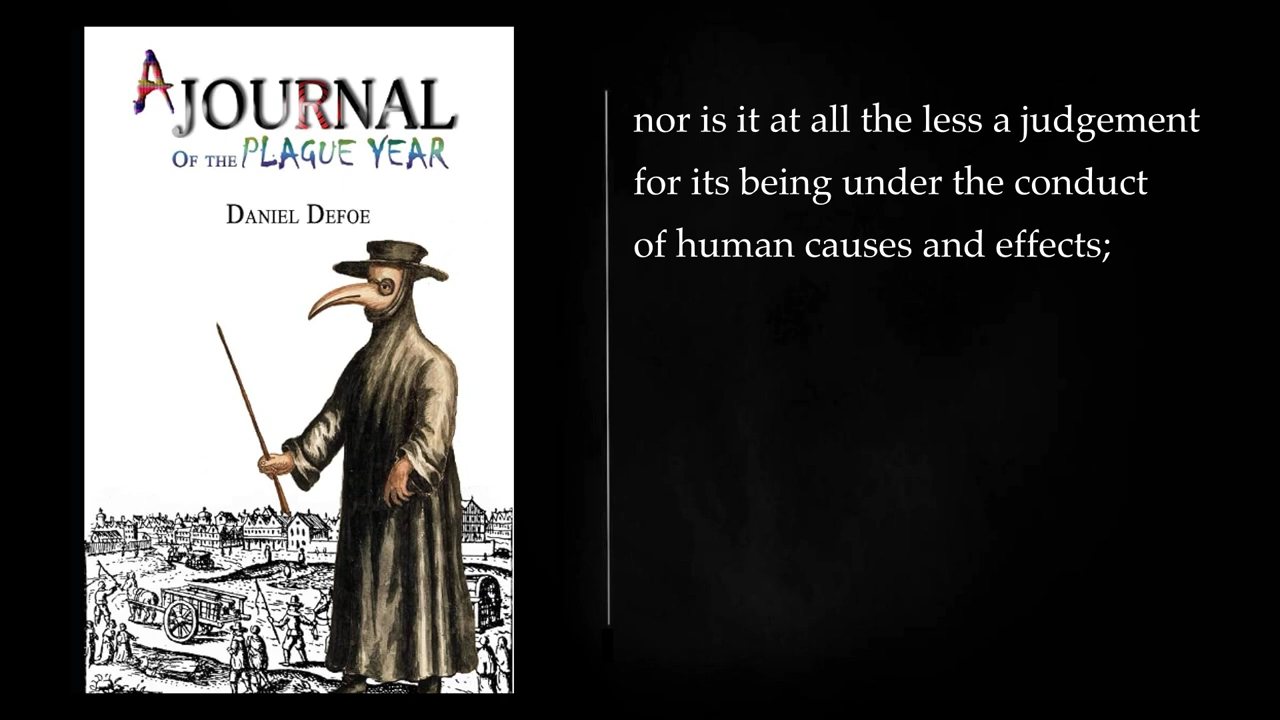 A JOURNAL
OF THE PLAGUE YEAR
DANIEL DEFOE
nor is it at all the less a judgement
for its being under the conduct
of human causes and effects;